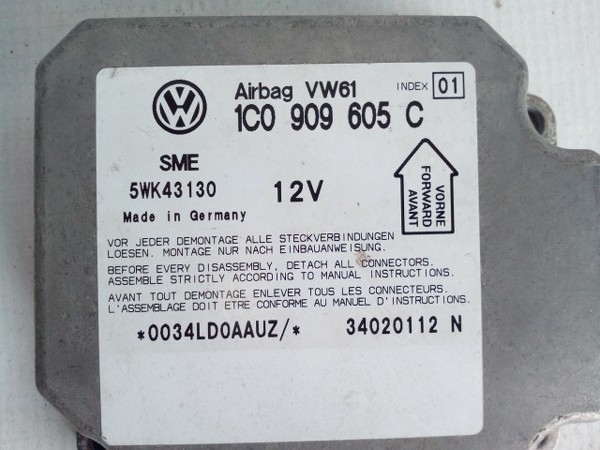 Airbag VW61 INDEX 01
1C0 909 605 C
SME
5WK43130 12V
Made in Germany
VORNE
FORWARD
AVANT
VOR JEDER DEMONTAGE ALLE STECKVERBINDUNGEN
LOESEN. MONTAGE NUR NACH EINBAUANWEISUNG.
BEFORE EVERY DISASSEMBLY, DETACH ALL CONNECTORS.
ASSEMBLE STRICTLY ACCORDING TO MANUAL INSTRUCTIONS.
AVANT TOUT DEMONTAGE ENLEVER TOUS LES CONNECTEURS.
L'ASSEMBLAGE DOIT ETRE CONFORME AU MANUEL D'INSTRUCTIONS.
*0034LD0AAUZ/* 34020112 N